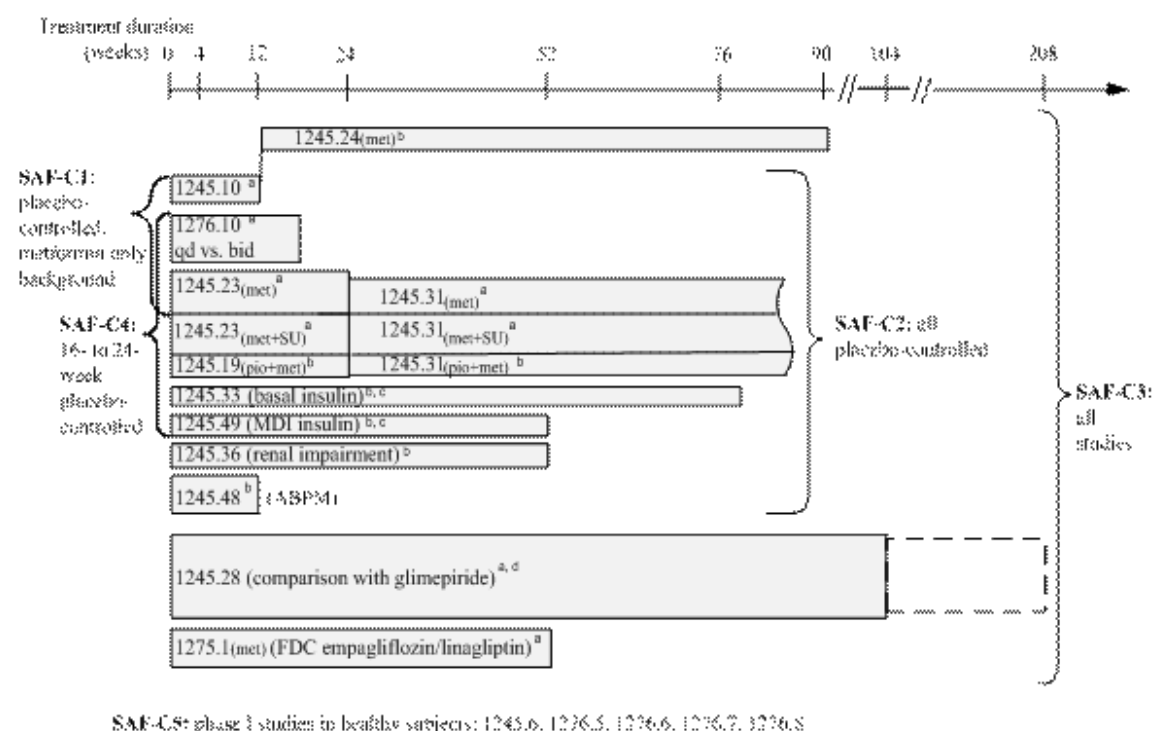 Treatment duration
(weeks) 0 4 12 24 52 76 90 104 208
1245.24(met)b
SAF-C1:
placebo-
controlled,
metformin only
background
1245.10 a
1276.10 a
qd vs. bid
1245.23(met)a
1245.31(met)a
SAF-C4:
16- to 24-
week
placebo-
controlled
1245.23(met+SU)a
1245.31(met+SU)a
1245.19(pio+met)b
1245.31(pio+met) b
1245.33 (basal insulin)b, c
1245.49 (MDI insulin) b, c
1245.36 (renal impairment) b
1245.48 b (ABPM)
SAF-C2: all
placebo-controlled
SAF-C3:
all
studies
1245.28 (comparison with glimepiride) a, d
1275.1(met) (FDC empagliflozin/linagliptin) a
SAF-C5: phase I studies in healthy subjects: 1245.6, 1276.5, 1276.6, 1276.7, 1276.8